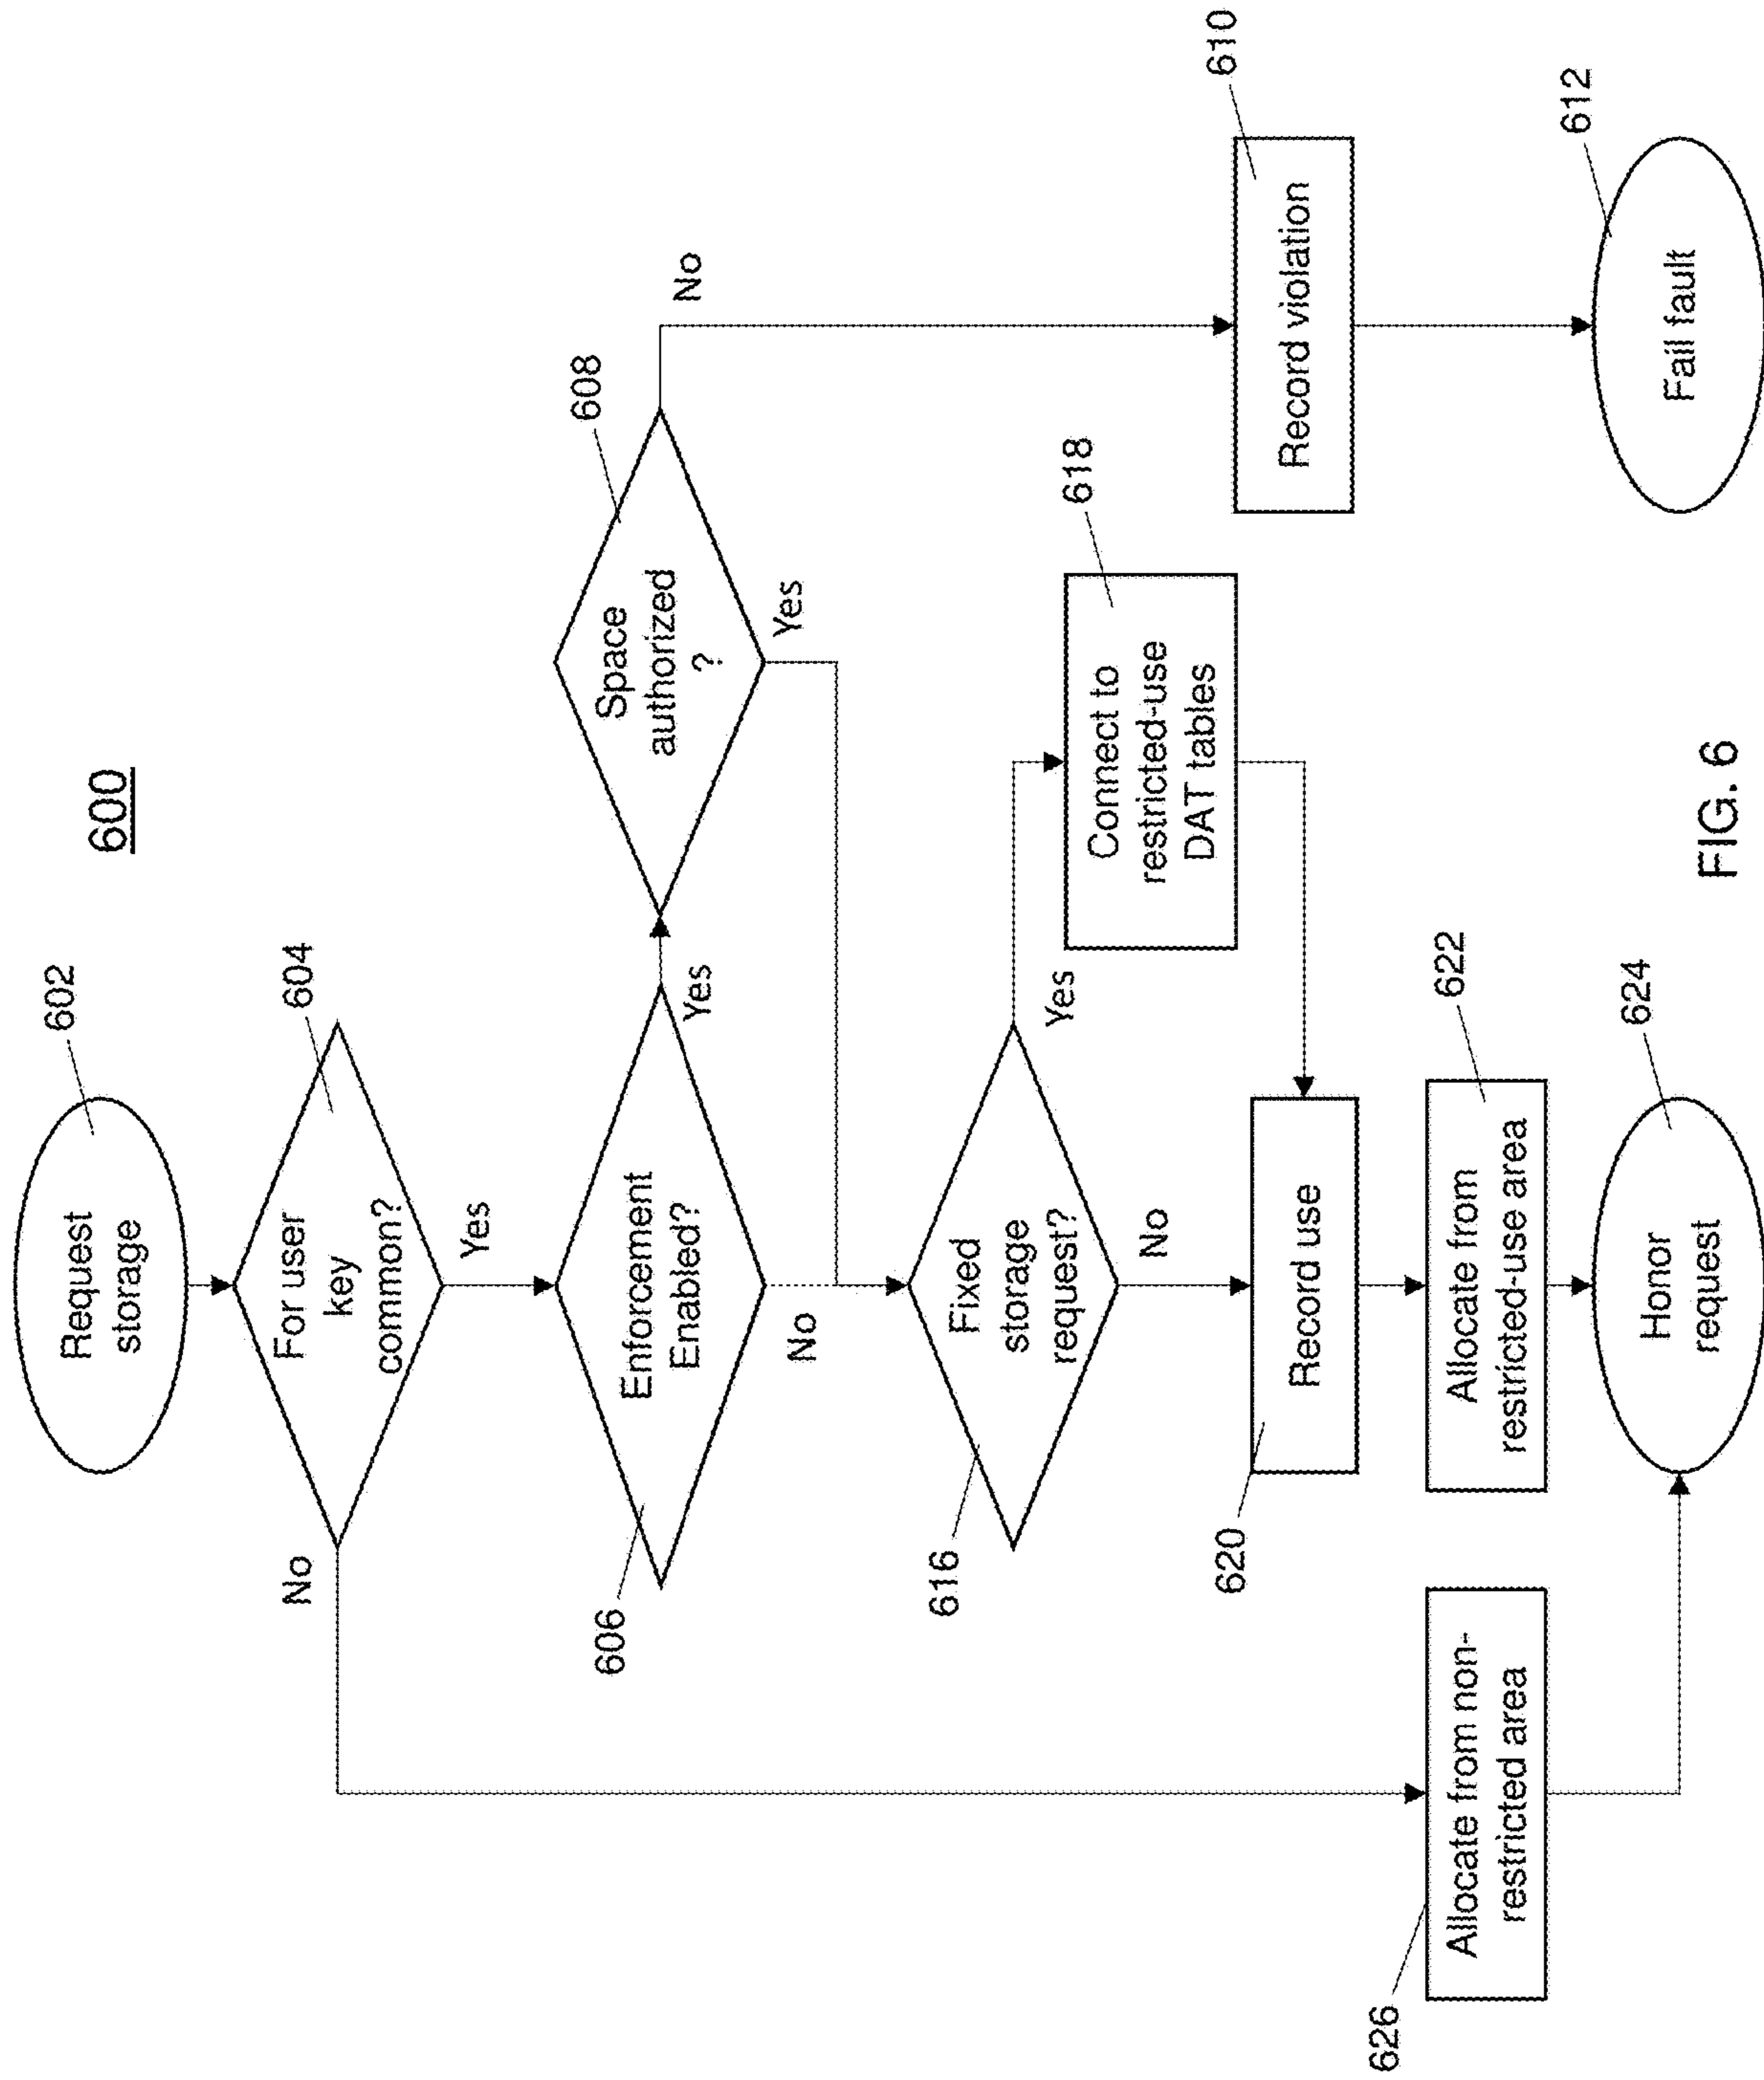 600
602
Request
storage
604
For user
key
common?
No
Yes
606
Enforcement
Enabled?
Yes
No
608
Space
authorized
?
No
Yes
616
Fixed
storage
request?
Yes
No
618
Connect to
restricted-use
DAT tables
610
Record violation
620
Record use
626
Allocate from non-
restricted area
622
Allocate from
restricted-use area
624
Honor
request
612
Fail fault
FIG. 6